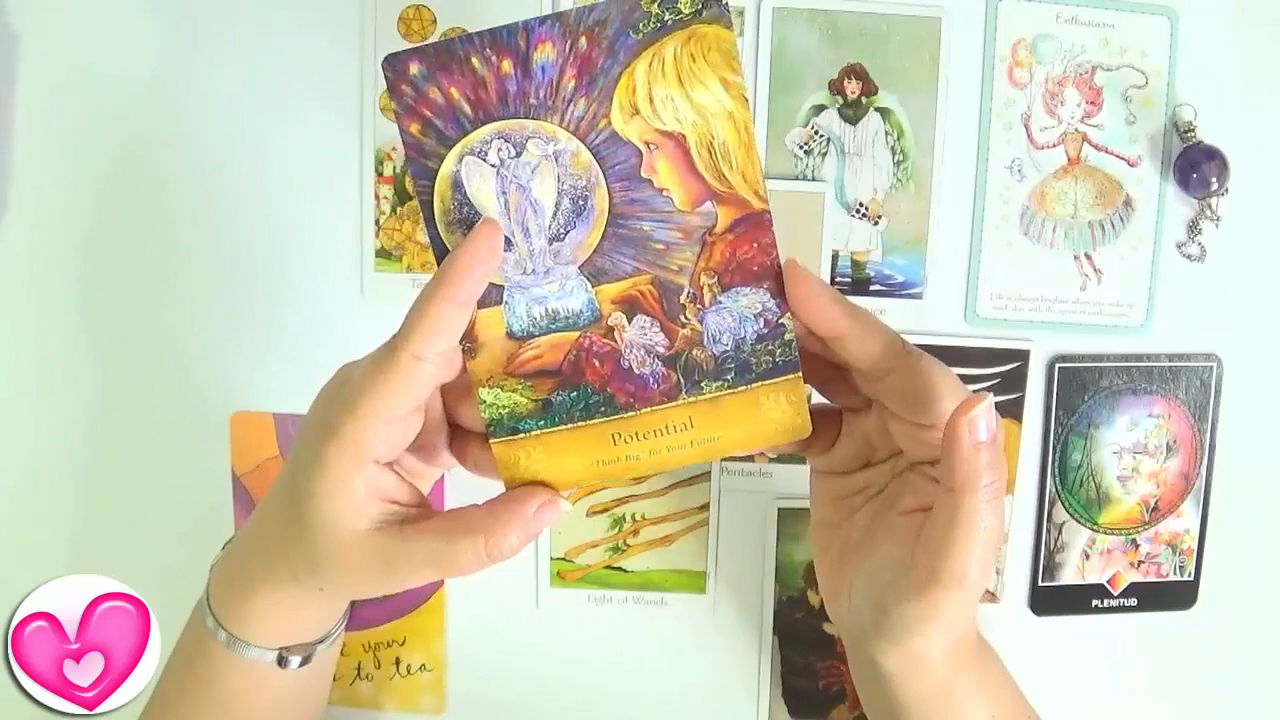 Enthusiasm
Life is always brighter when you wake up
each day with the spirit of enthusiasm.
Potential
"Think Big" for Your Future
Pentacles
Eight of Wands
PLENITUD
your
to tea